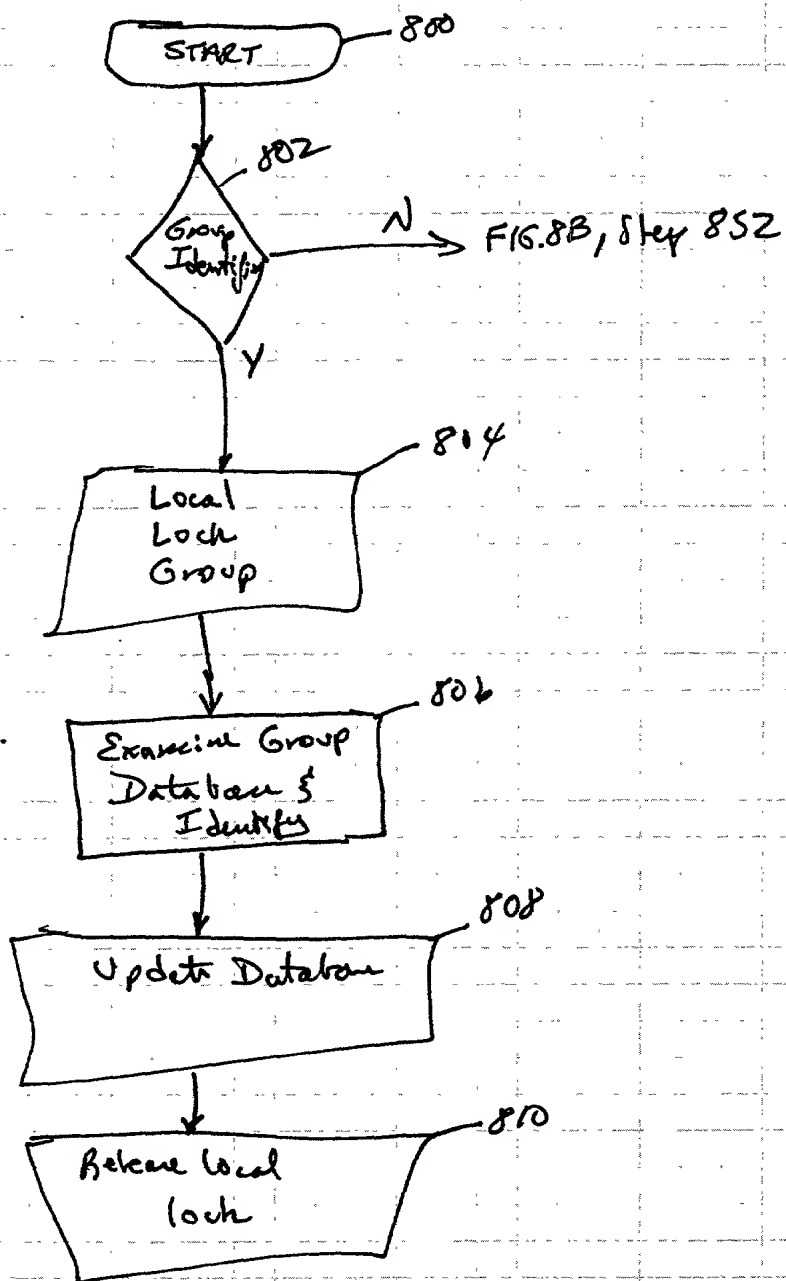 START
800
802
Group
Identifier
N
FIG.8B, Step 852
Y
804
Local
Lock
Group
806
Examine Group
Database &
Identify
808
Update Database
810
Release local
lock